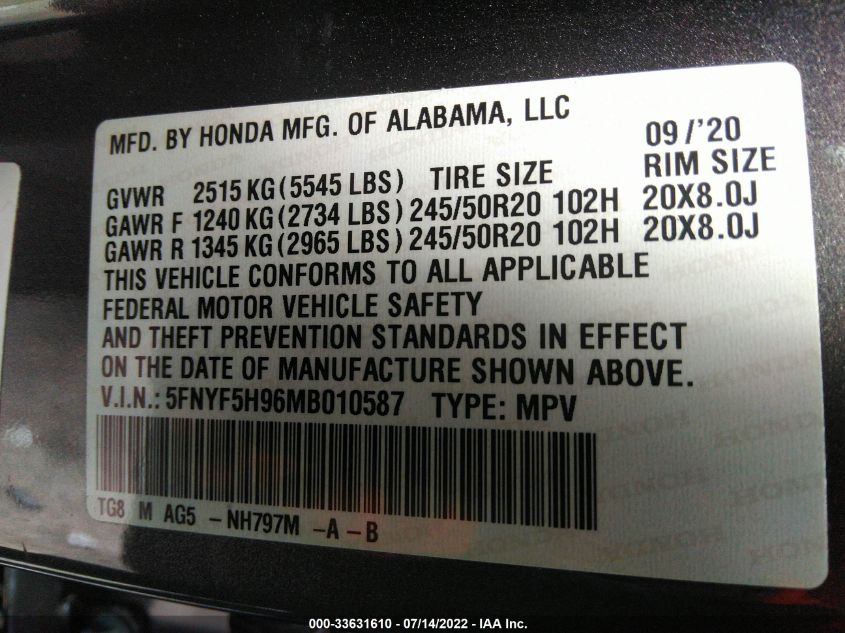 MFD. BY HONDA MFG. OF ALABAMA, LLC 09/'20
GVWR 2515 KG (5545 LBS) TIRE SIZE RIM SIZE
GAWR F 1240 KG (2734 LBS) 245/50R20 102H 20X8.0J
GAWR R 1345 KG (2965 LBS) 245/50R20 102H 20X8.0J
THIS VEHICLE CONFORMS TO ALL APPLICABLE
FEDERAL MOTOR VEHICLE SAFETY
AND THEFT PREVENTION STANDARDS IN EFFECT
ON THE DATE OF MANUFACTURE SHOWN ABOVE.
V.I.N.: 5FNYF5H96MB010587 TYPE: MPV
TG8 M AG5 -NH797M -A -B
000-33631610 - 07/14/2022 - IAA Inc.